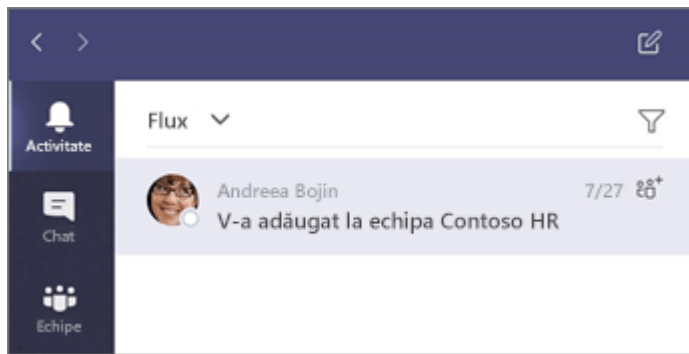 Activitate
Chat
Echipe
Flux
Andreea Bojin 7/27
V-a adăugat la echipa Contoso HR